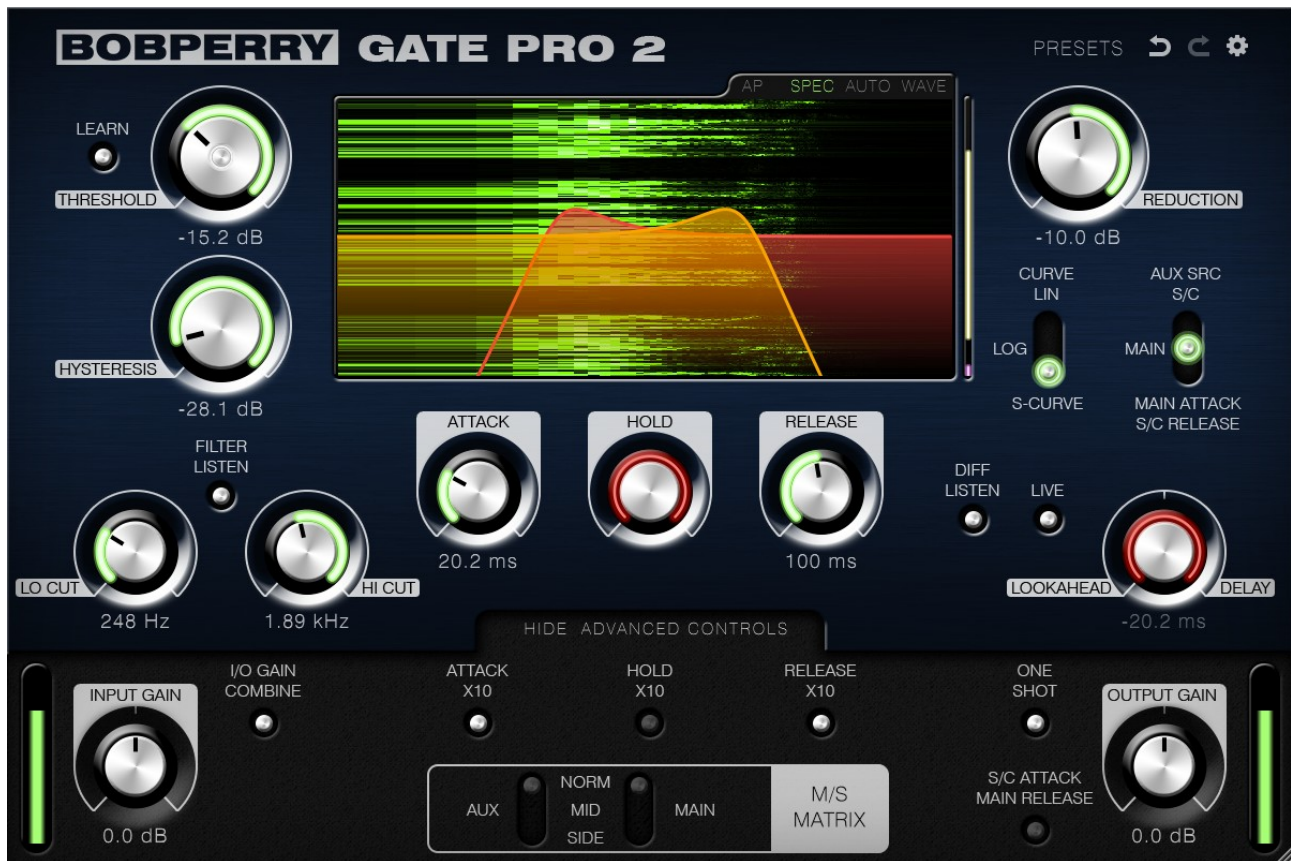 BOBPERRY GATE PRO 2
PRESETS
AP SPEC AUTO WAVE
LEARN
THRESHOLD
-15.2 dB
REDUCTION
-10.0 dB
HYSTERESIS
-28.1 dB
CURVE
LIN
LOG
S-CURVE
AUX SRC
S/C
MAIN
MAIN ATTACK
S/C RELEASE
FILTER
LISTEN
LO CUT
248 Hz
HI CUT
1.89 kHz
ATTACK
20.2 ms
HOLD
RELEASE
100 ms
DIFF
LISTEN
LIVE
LOOKAHEAD
DELAY
-20.2 ms
HIDE ADVANCED CONTROLS
INPUT GAIN
0.0 dB
I/O GAIN
COMBINE
ATTACK
X10
HOLD
X10
RELEASE
X10
ONE
SHOT
OUTPUT GAIN
0.0 dB
AUX
NORM
MID
SIDE
MAIN
M/S
MATRIX
S/C ATTACK
MAIN RELEASE